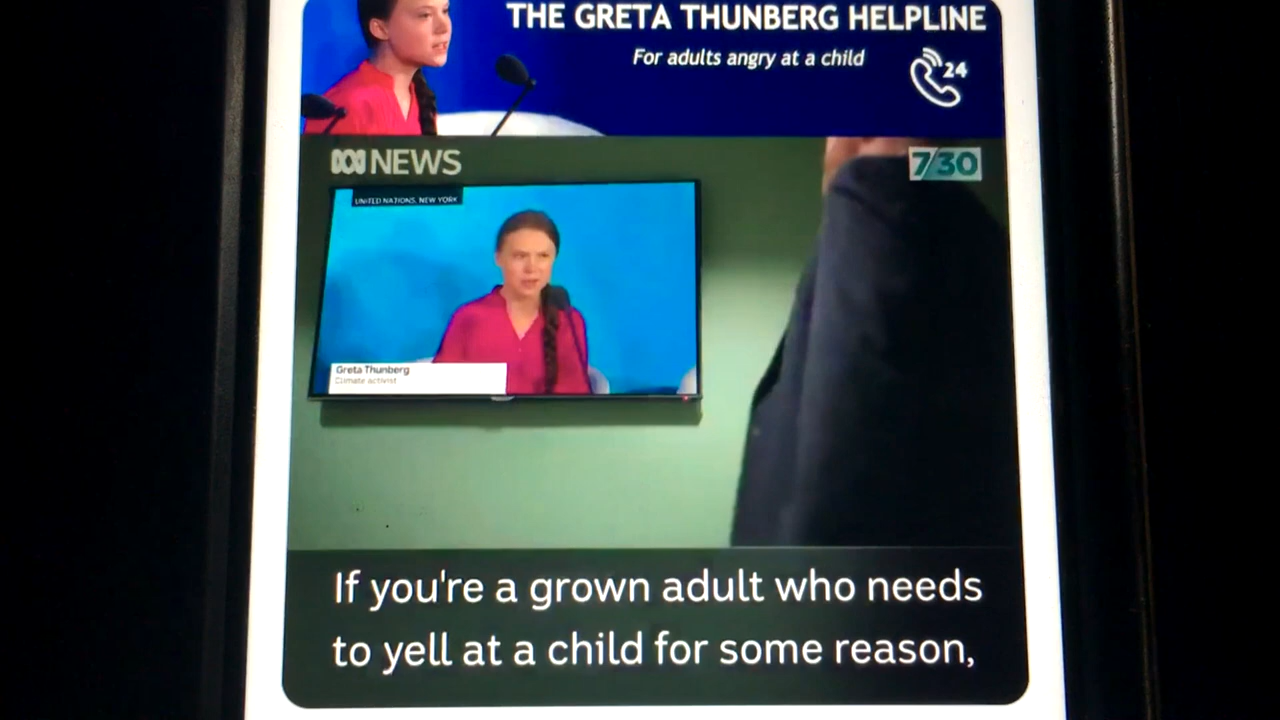 THE GRETA THUNBERG HELPLINE
For adults angry at a child
24
NEWS
7/30
UNITED NATIONS, NEW YORK
Greta Thunberg
Climate activist
If you're a grown adult who needs
to yell at a child for some reason,